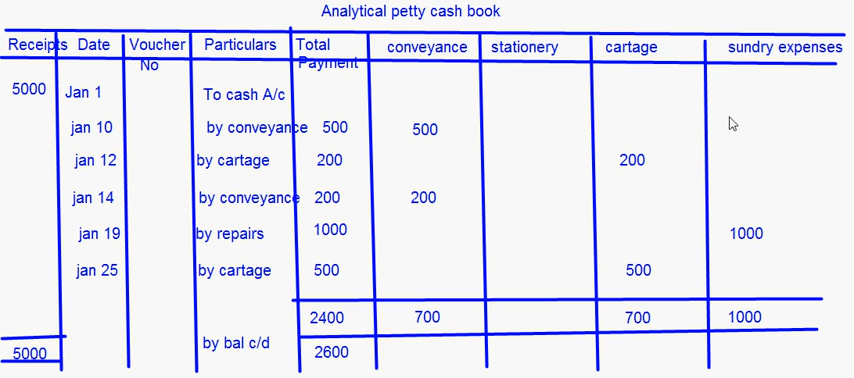 Analytical petty cash book
Receipts Date Voucher No Particulars Total Payment conveyance stationery cartage sundry expenses
5000 Jan 1 To cash A/c
jan 10 by conveyance 500 500
jan 12 by cartage 200 200
jan 14 by conveyance 200 200
jan 19 by repairs 1000 1000
jan 25 by cartage 500 500
2400 700 700 1000
5000 by bal c/d 2600